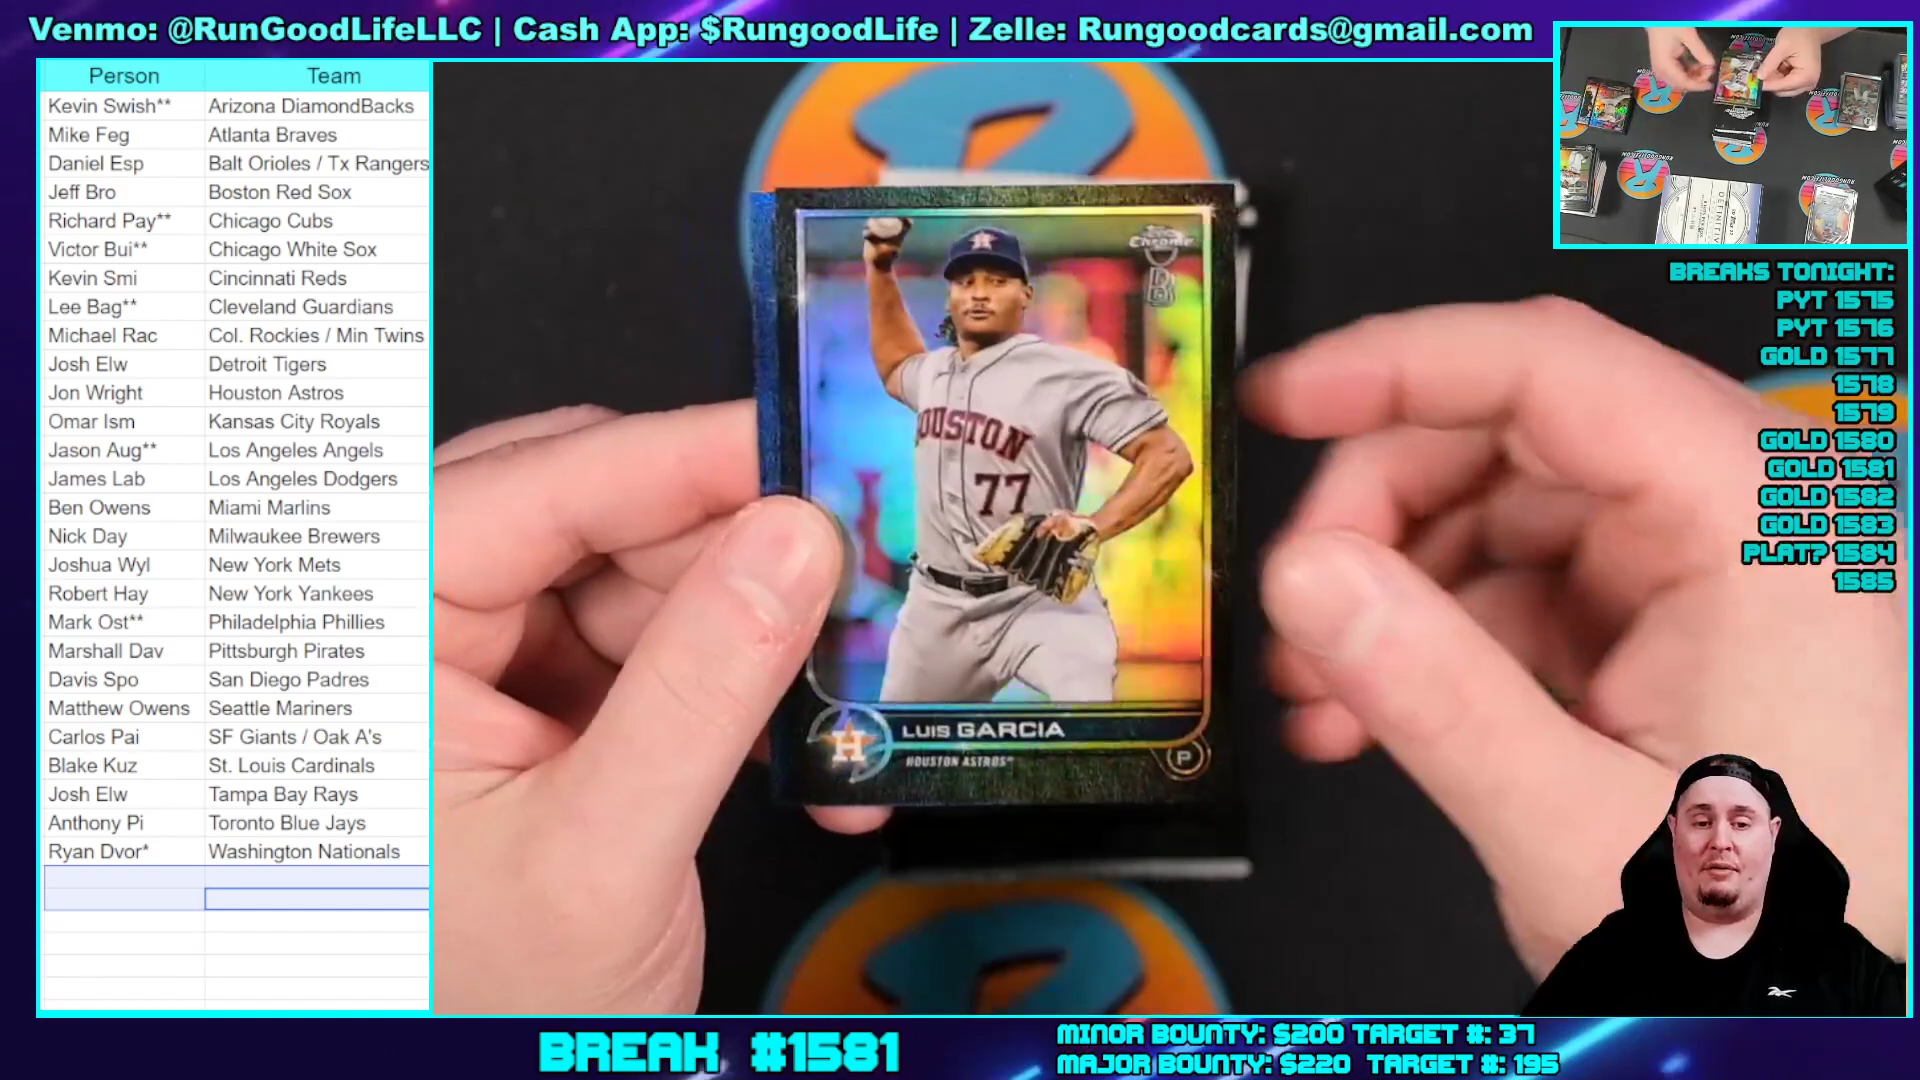 Venmo: @RunGoodLifeLLC | Cash App: $RungoodLife | Zelle: Rungoodcards@gmail.com
Person Team
Kevin Swish** Arizona DiamondBacks
Mike Feg Atlanta Braves
Daniel Esp Balt Orioles / Tx Rangers
Jeff Bro Boston Red Sox
Richard Pay** Chicago Cubs
Victor Bui** Chicago White Sox
Kevin Smi Cincinnati Reds
Lee Bag** Cleveland Guardians
Michael Rac Col. Rockies / Min Twins
Josh Elw Detroit Tigers
Jon Wright Houston Astros
Omar Ism Kansas City Royals
Jason Aug** Los Angeles Angels
James Lab Los Angeles Dodgers
Ben Owens Miami Marlins
Nick Day Milwaukee Brewers
Joshua Wyl New York Mets
Robert Hay New York Yankees
Mark Ost** Philadelphia Phillies
Marshall Dav Pittsburgh Pirates
Davis Spo San Diego Padres
Matthew Owens Seattle Mariners
Carlos Pai SF Giants / Oak A's
Blake Kuz St. Louis Cardinals
Josh Elw Tampa Bay Rays
Anthony Pi Toronto Blue Jays
Ryan Dvor* Washington Nationals
Chrome
B
HOUSTON
77
LUIS GARCIA
H
HOUSTON ASTROS™
P
DEFINITIVE
BREAKS TONIGHT:
PYT 1575
PYT 1576
GOLD 1577
1578
1579
GOLD 1580
GOLD 1581
GOLD 1582
GOLD 1583
PLAT? 1584
1585
BREAK #1581
MINOR BOUNTY: $200 TARGET #: 37
MAJOR BOUNTY: $220 TARGET #: 195